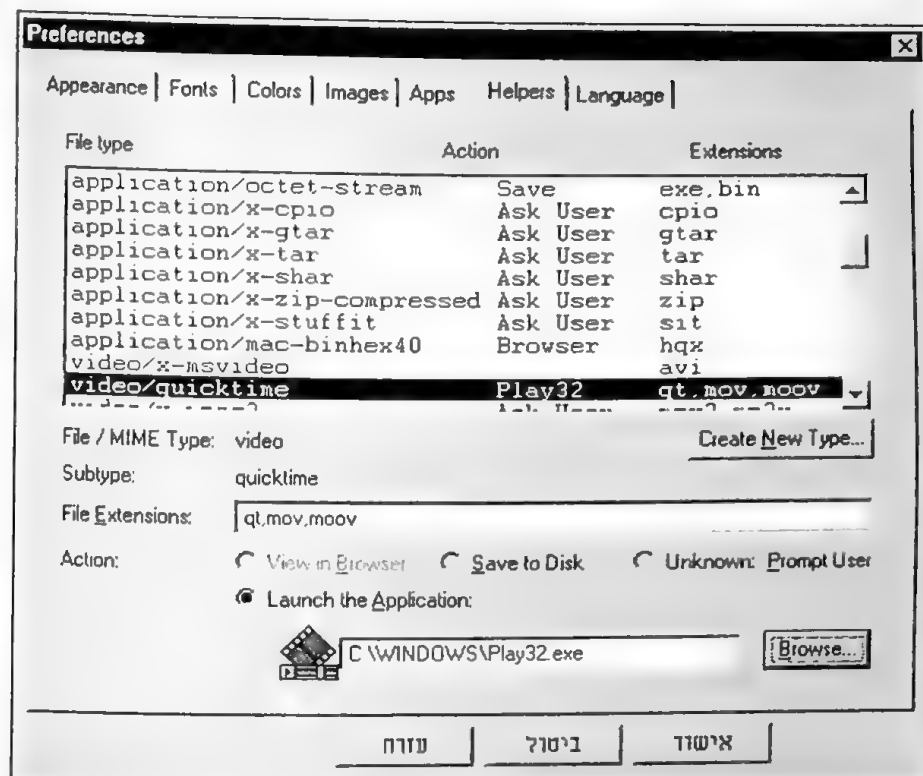 Preferences
Appearance Fonts Colors Images Apps Helpers Language
File type Action Extensions
application/octet-stream Save exe,bin
application/x-cpio Ask User cpio
application/x-gtar Ask User gtar
application/x-tar Ask User tar
application/x-shar Ask User shar
application/x-zip-compressed Ask User zip
application/x-stuffit Ask User sit
application/mac-binhex40 Browser hqx
video/x-msvideo avi
video/quicktime Play32 qt,mov,moov
File / MIME Type: video
Create New Type...
Subtype: quicktime
File Extensions: qt,mov,moov
Action: View in Browser Save to Disk Unknown: Prompt User
Launch the Application:
C:\WINDOWS\Play32.exe Browse...
אישור ביטול עזרה